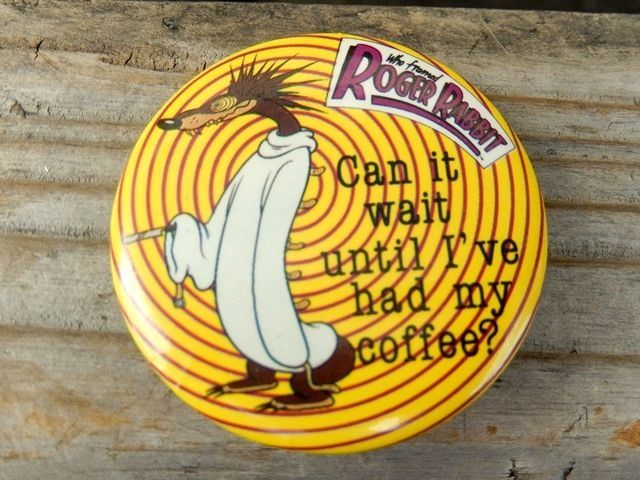 Who framed
ROGER RABBIT
Can it
wait
until I've
had my
coffee?